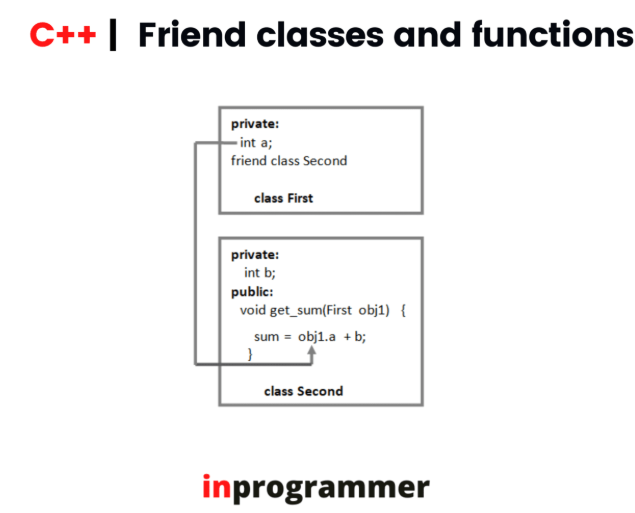 C++ | Friend classes and functions
private:
int a;
friend class Second
class First
private:
int b;
public:
void get_sum(First obj1) {
sum = obj1.a + b;
}
class Second
inprogrammer